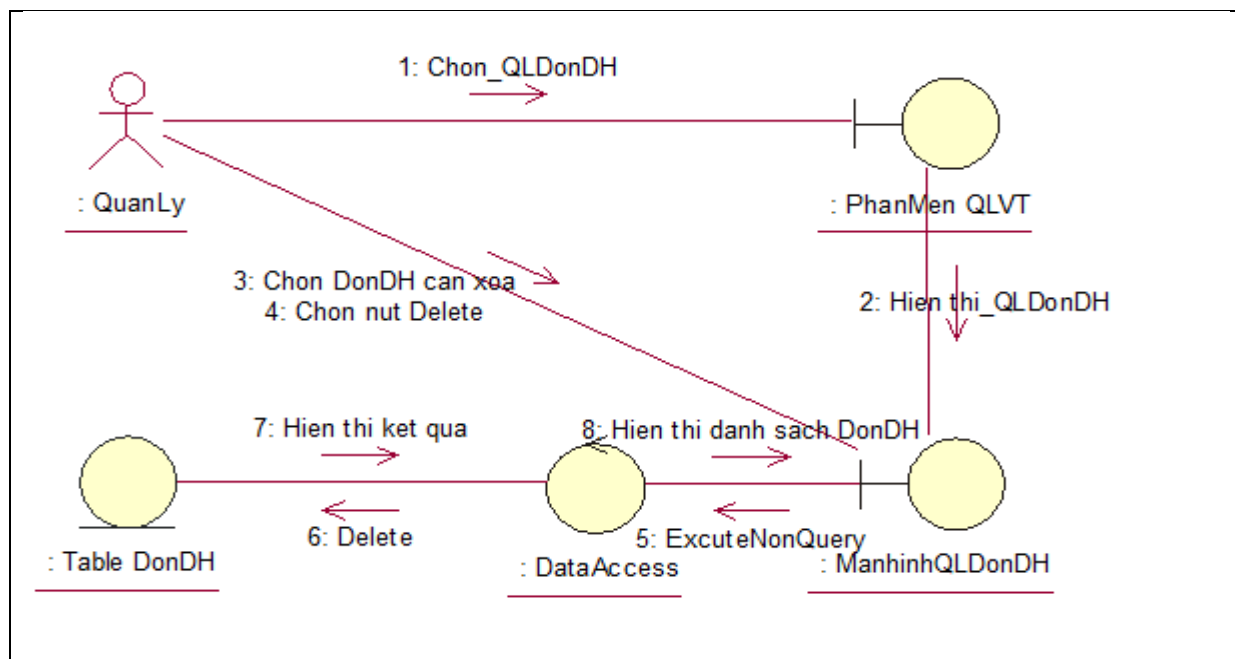 1: Chon_QLDonDH
: QuanLy
: PhanMen QLVT
3: Chon DonDH can xoa
4: Chon nut Delete
2: Hien thi_QLDonDH
7: Hien thi ket qua
8: Hien thi danh sach DonDH
6: Delete
5: ExcuteNonQuery
: Table DonDH
: DataAccess
: ManhinhQLDonDH